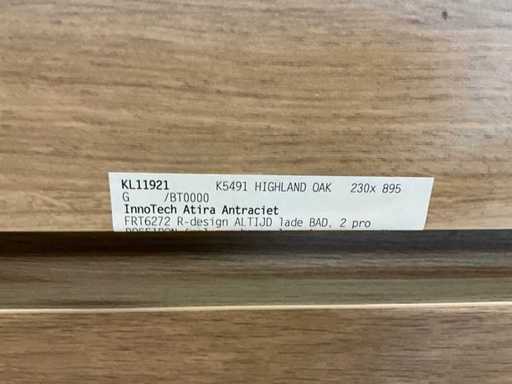 KL11921 K5491 HIGHLAND OAK 230x 895
G /BT0000
InnoTech Atira Antraciet
FRT6272 R-design ALTIJD lade BAD, 2 pro